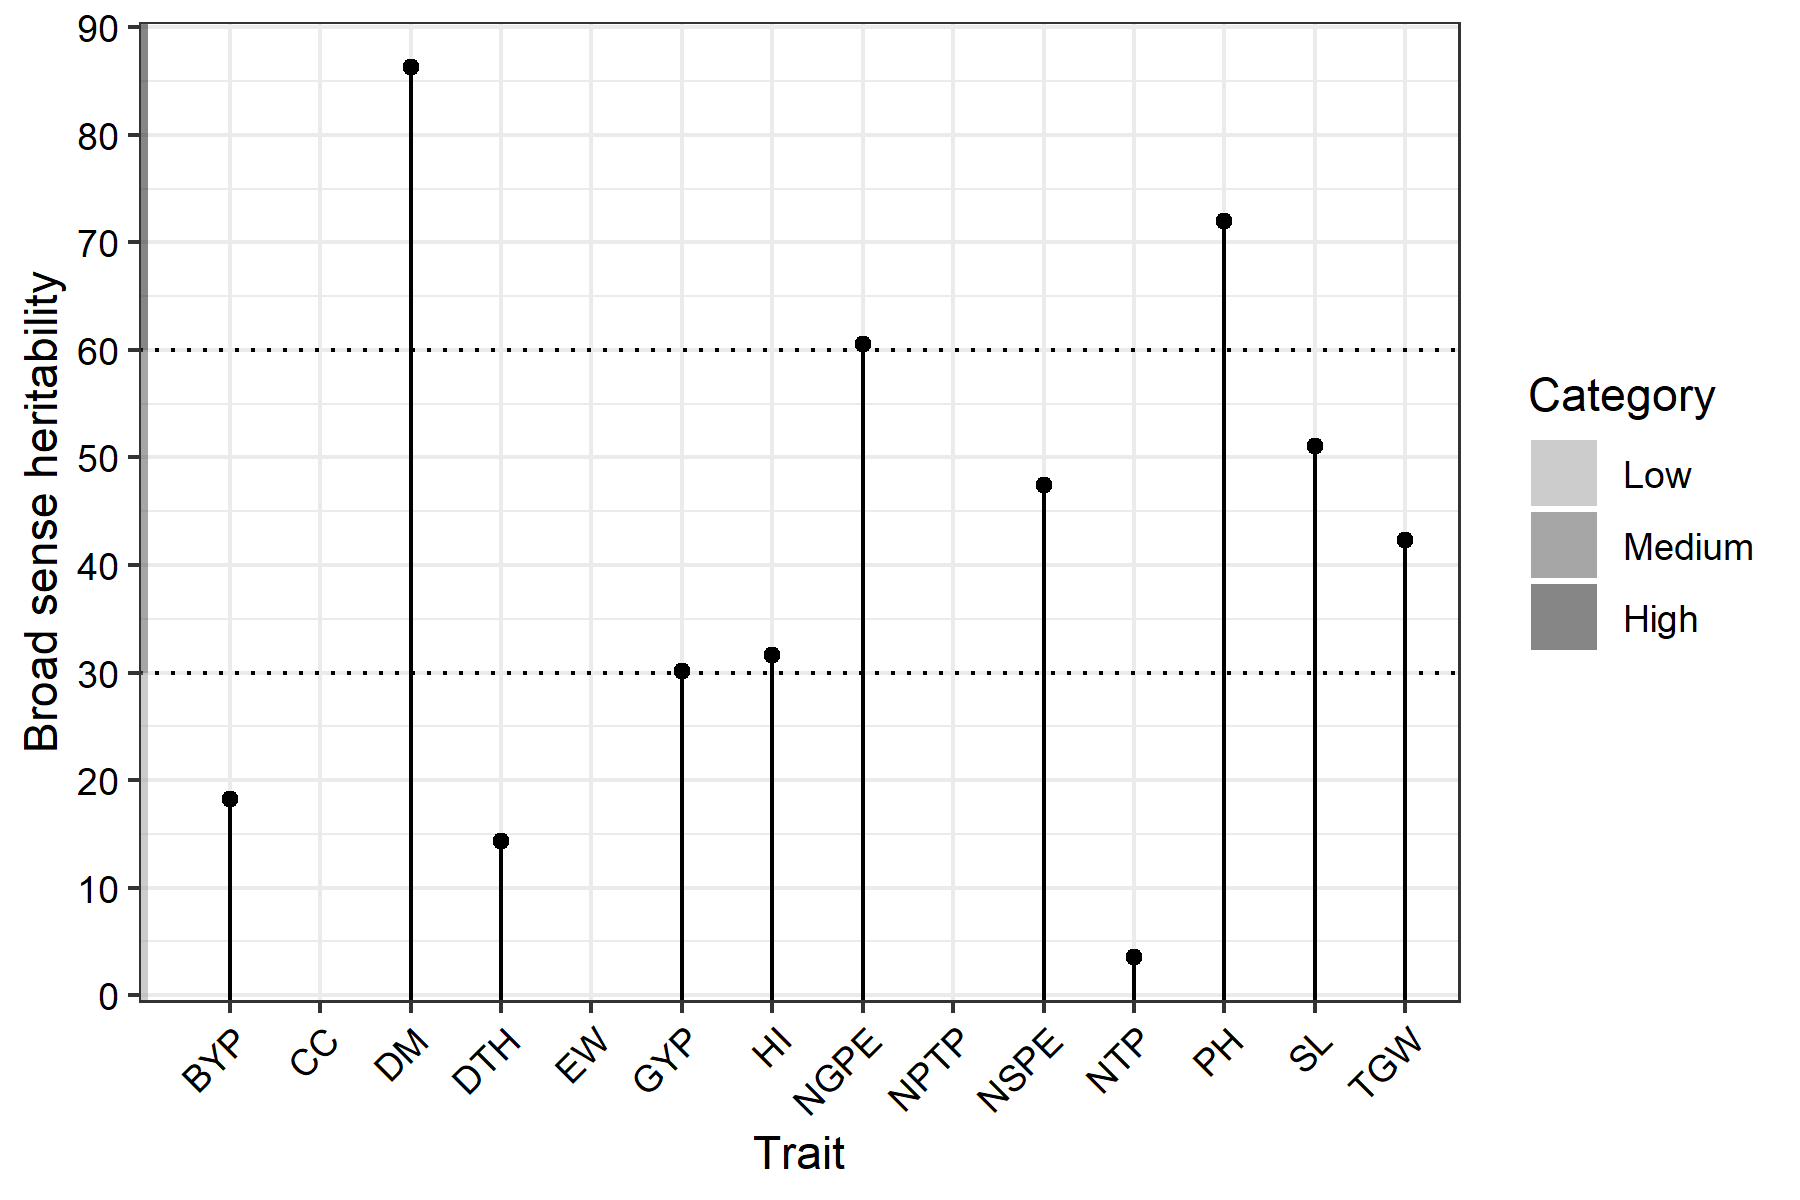 Broad sense heritability
90
80
70
60
50
40
30
20
10
0
BYP
CC
DM
DTH
EW
GYP
HI
NGPE
NPTP
NSPE
NTP
PH
SL
TGW
Trait
Category
Low
Medium
High